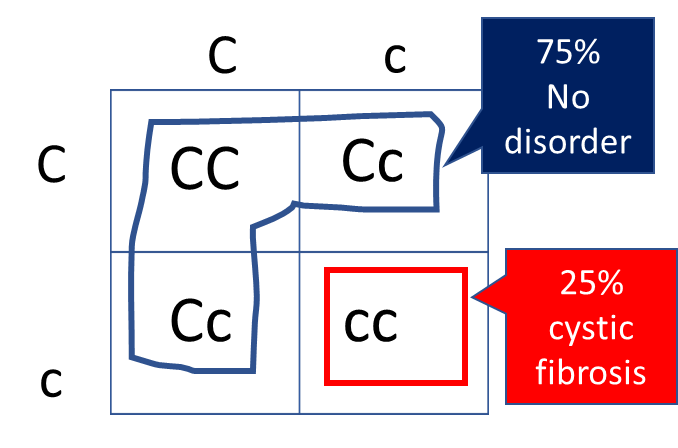 C c
75%
No
disorder
C CC Cc
25%
cystic
fibrosis
c Cc cc